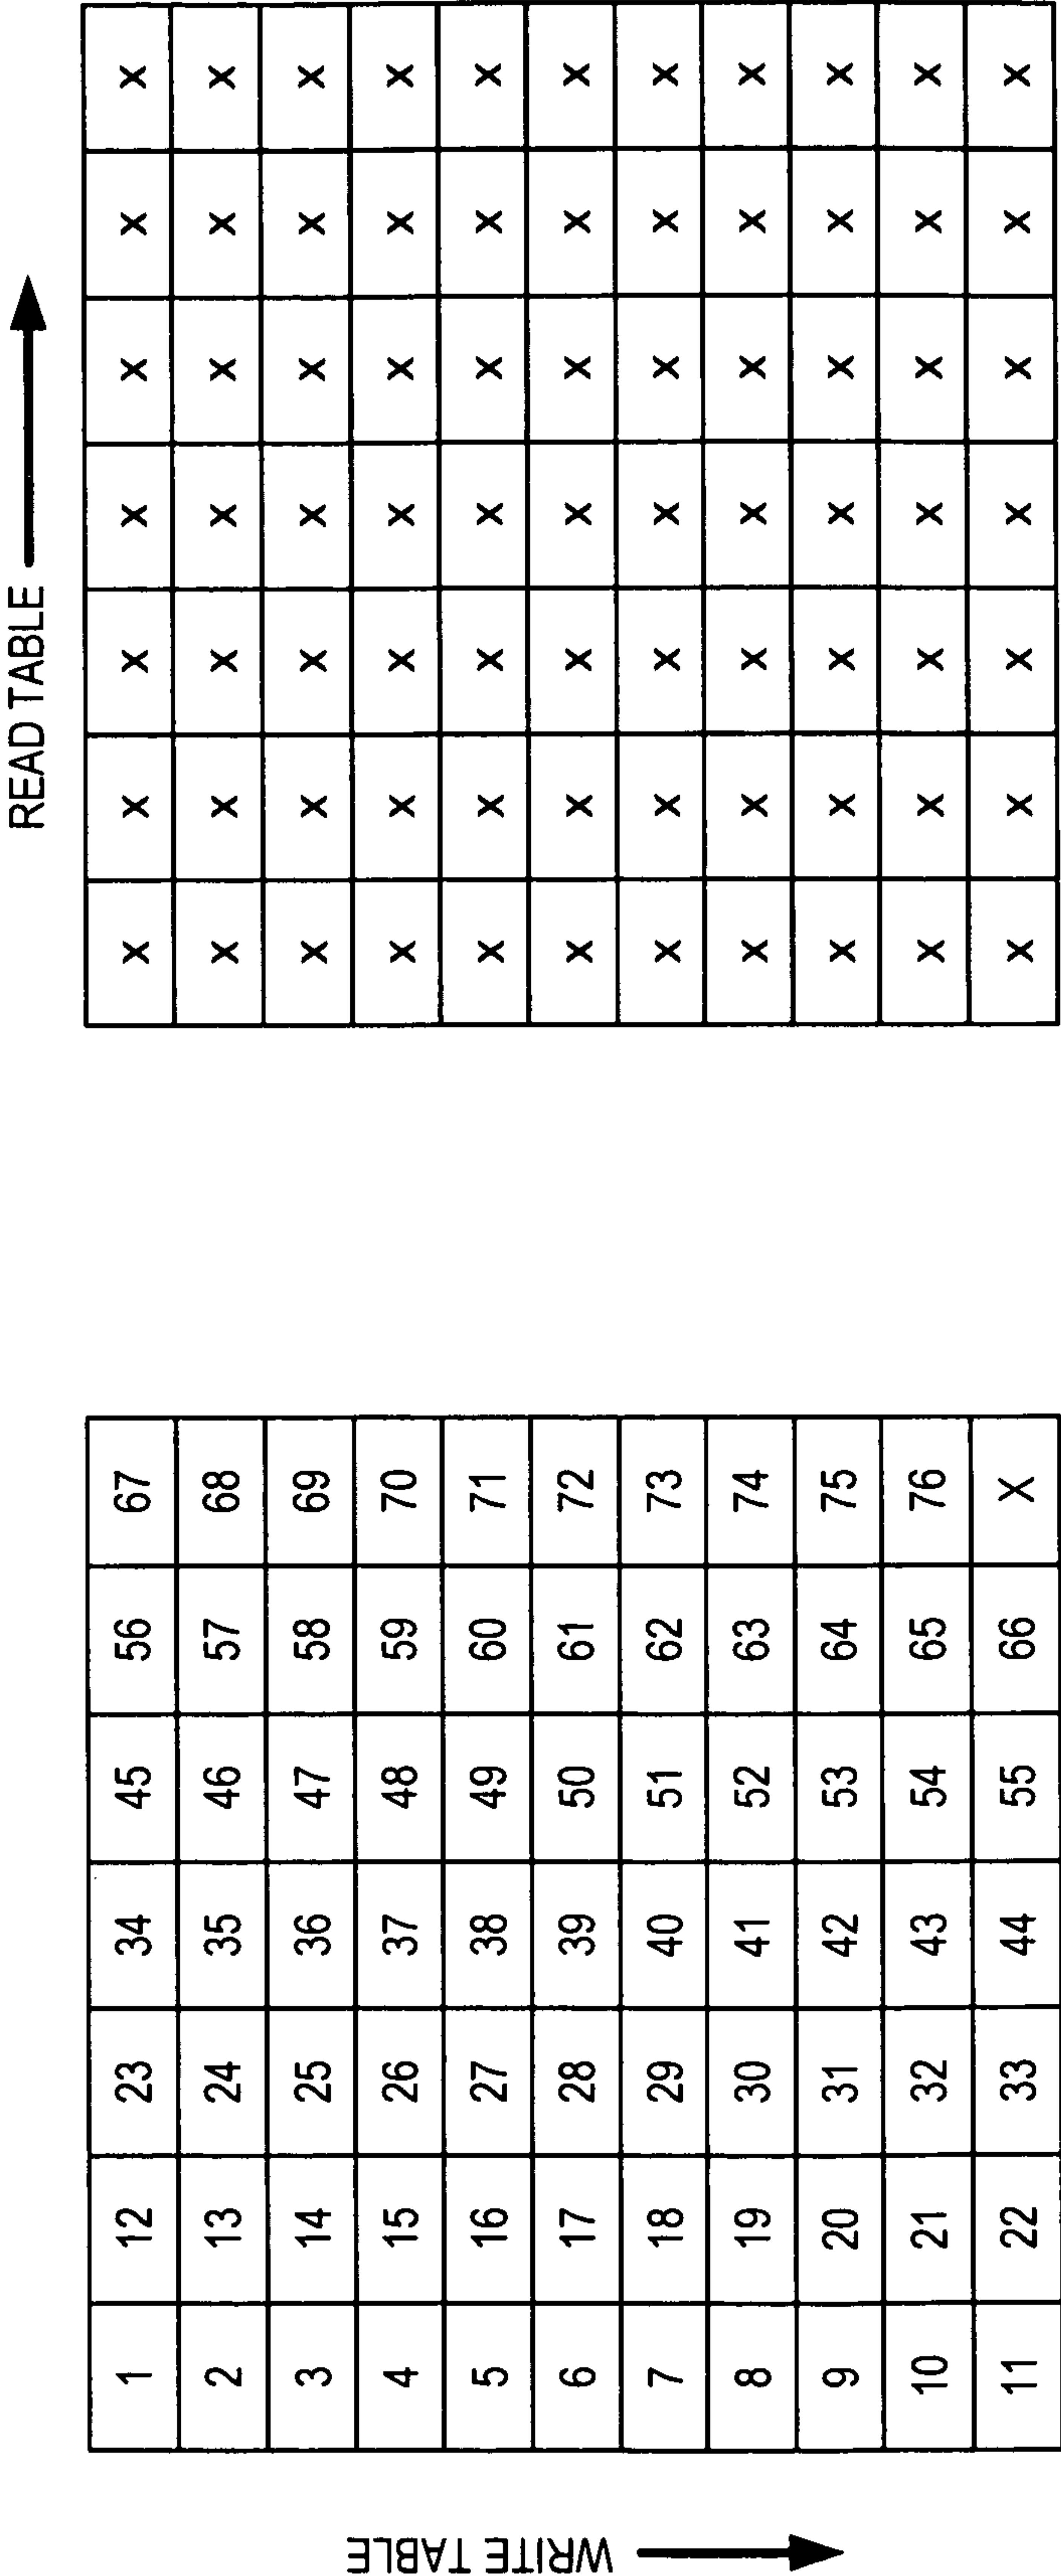 WRITE TABLE
1 12 23 34 45 56 67
2 13 24 35 46 57 68
3 14 25 36 47 58 69
4 15 26 37 48 59 70
5 16 27 38 49 60 71
6 17 28 39 50 61 72
7 18 29 40 51 62 73
8 19 30 41 52 63 74
9 20 31 42 53 64 75
10 21 32 43 54 65 76
11 22 33 44 55 66 X
READ TABLE
X X X X X X X
X X X X X X X
X X X X X X X
X X X X X X X
X X X X X X X
X X X X X X X
X X X X X X X
X X X X X X X
X X X X X X X
X X X X X X X
X X X X X X X